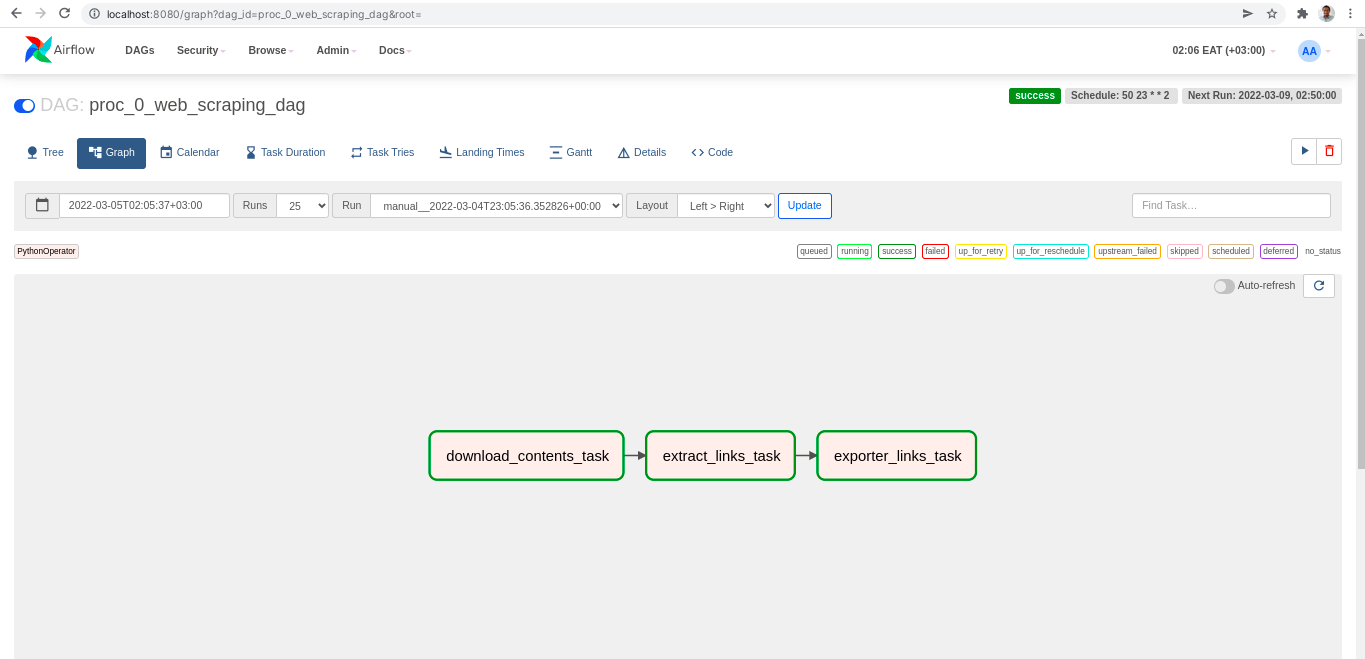 localhost:8080/graph?dag_id=proc_0_web_scraping_dag&root=
Airflow DAGs Security Browse Admin Docs 02:06 EAT (+03:00) AA
DAG: proc_0_web_scraping_dag success Schedule: 50 23 * * 2 Next Run: 2022-03-09, 02:50:00
Tree Graph Calendar Task Duration Task Tries Landing Times Gantt Details Code
2022-03-05T02:05:37+03:00 Runs 25 Run manual__2022-03-04T23:05:36.352826+00:00 Layout Left > Right Update Find Task...
PythonOperator queued running success failed up_for_retry up_for_reschedule upstream_failed skipped scheduled deferred no_status
Auto-refresh
download_contents_task extract_links_task exporter_links_task